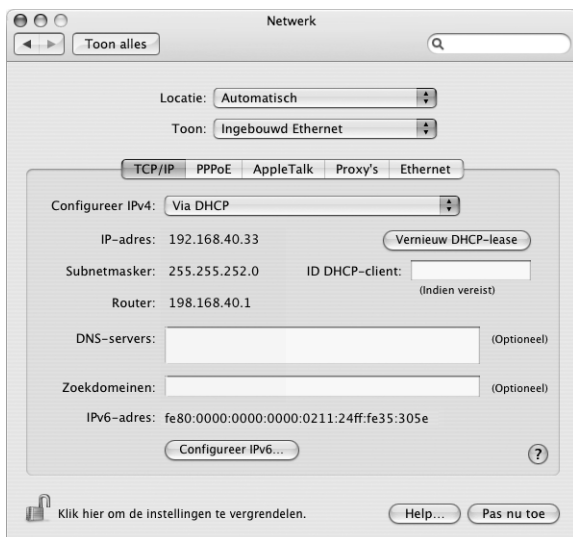 Netwerk
Toon alles
Locatie: Automatisch
Toon: Ingebouwd Ethernet
TCP/IP PPPoE AppleTalk Proxy's Ethernet
Configureer IPv4: Via DHCP
IP-adres: 192.168.40.33 Vernieuw DHCP-lease
Subnetmasker: 255.255.252.0 ID DHCP-client:
(Indien vereist)
Router: 198.168.40.1
DNS-servers: (Optioneel)
Zoekdomeinen: (Optioneel)
IPv6-adres: fe80:0000:0000:0000:0211:24ff:fe35:305e
Configureer IPv6... ?
Klik hier om de instellingen te vergrendelen. Help... Pas nu toe